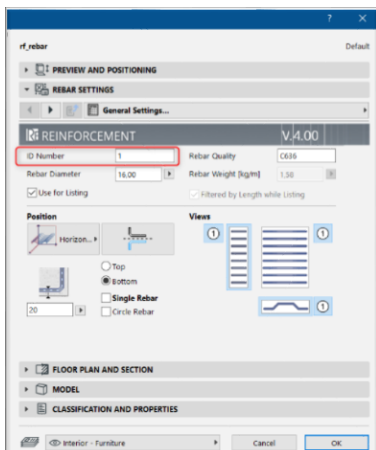 ? ×
rf_rebar Default
PREVIEW AND POSITIONING
REBAR SETTINGS
General Settings...
REINFORCEMENT V.4.00
ID Number 1 Rebar Quality C636
Rebar Diameter 16.00 Rebar Weight [kg/m] 1.50
Use for Listing Filtered by Length while Listing
Position Views
Horizon... 1 1
Top
Bottom
Single Rebar
20 Circle Rebar 1
FLOOR PLAN AND SECTION
MODEL
CLASSIFICATION AND PROPERTIES
Interior - Furniture Cancel OK